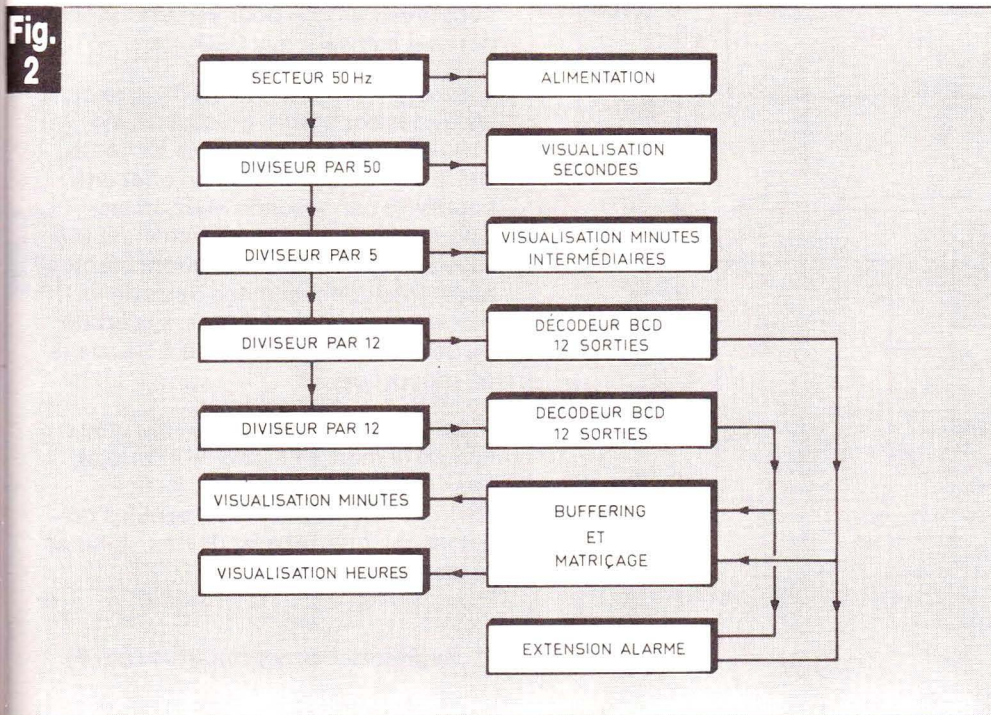 Fig.
2
SECTEUR 50 Hz
ALIMENTATION
DIVISEUR PAR 50
VISUALISATION
SECONDES
DIVISEUR PAR 5
VISUALISATION MINUTES
INTERMÉDIAIRES
DIVISEUR PAR 12
DÉCODEUR BCD
12 SORTIES
DIVISEUR PAR 12
DECODEUR BCD
12 SORTIES
VISUALISATION MINUTES
BUFFERING
ET
MATRIÇAGE
VISUALISATION HEURES
EXTENSION ALARME